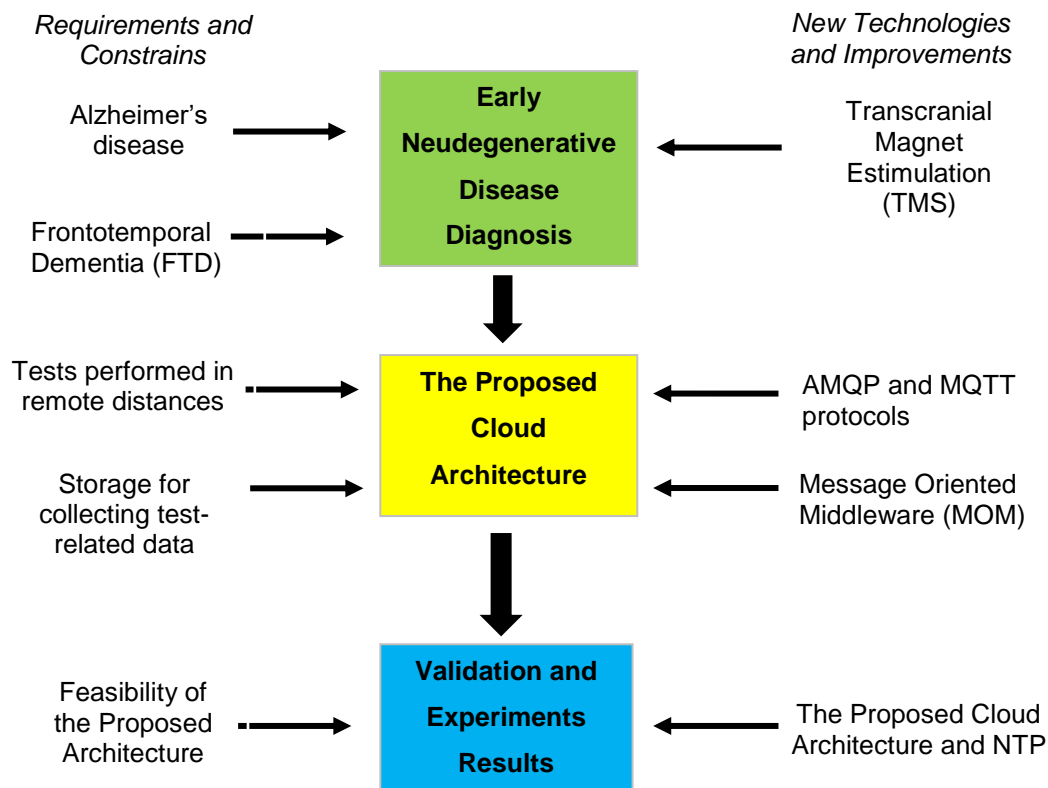 Requirements and
Constrains
New Technologies
and Improvements
Alzheimer's
disease
Early
Neudegenerative
Disease
Diagnosis
Transcranial
Magnet
Estimulation
(TMS)
Frontotemporal
Dementia (FTD)
Tests performed in
remote distances
The Proposed
Cloud
Architecture
AMQP and MQTT
protocols
Storage for
collecting test-
related data
Message Oriented
Middleware (MOM)
Feasibility of
the Proposed
Architecture
Validation and
Experiments
Results
The Proposed Cloud
Architecture and NTP